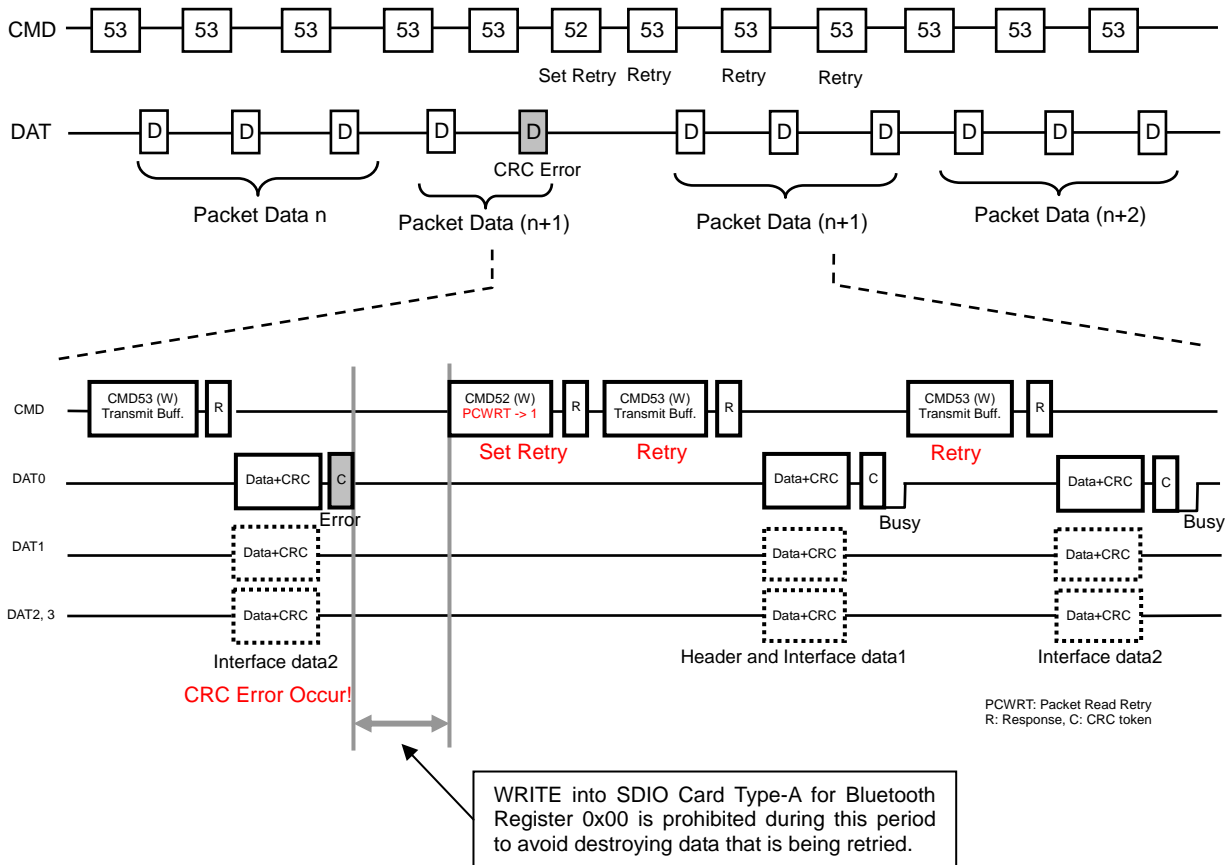 CMD 53 53 53 53 53 52 53 53 53 53 53 53
Set Retry Retry Retry Retry
DAT D D D D D D D D D D D
CRC Error
Packet Data n Packet Data (n+1) Packet Data (n+1) Packet Data (n+2)
CMD CMD53 (W) Transmit Buff. R CMD52 (W) PCWRT -> 1 R CMD53 (W) Transmit Buff. R CMD53 (W) Transmit Buff. R
Set Retry Retry Retry
DAT0 Data+CRC C Data+CRC C Data+CRC C
Error Busy Busy
DAT1 Data+CRC Data+CRC Data+CRC
DAT2, 3 Data+CRC Data+CRC Data+CRC
Interface data2 Header and Interface data1 Interface data2
CRC Error Occur!
PCWRT: Packet Read Retry
R: Response, C: CRC token
WRITE into SDIO Card Type-A for Bluetooth
Register 0x00 is prohibited during this period
to avoid destroying data that is being retried.